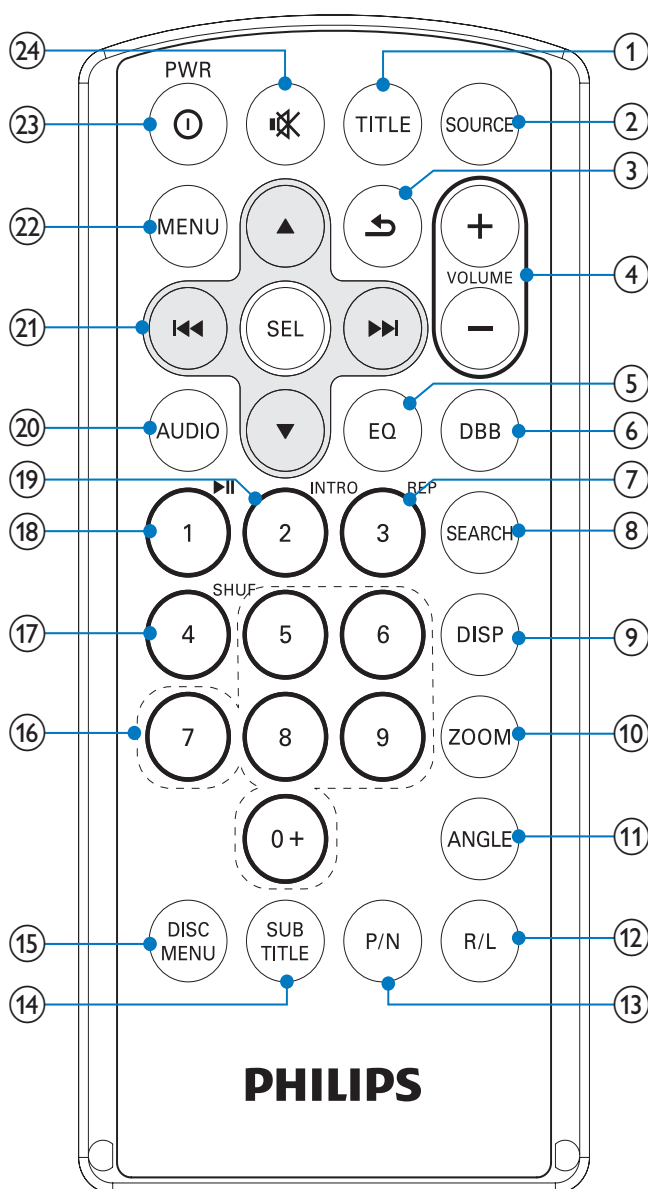 24 1
PWR
23 TITLE SOURCE 2
3
22 MENU + VOLUME − 4
21 SEL
5
20 AUDIO EQ DBB 6
19 INTRO REP 7
18 1 2 3 SEARCH 8
SHUF
17 4 5 6 DISP 9
16 7 8 9 ZOOM 10
0+ ANGLE 11
15 DISC MENU SUB TITLE P/N R/L 12
14 13
PHILIPS